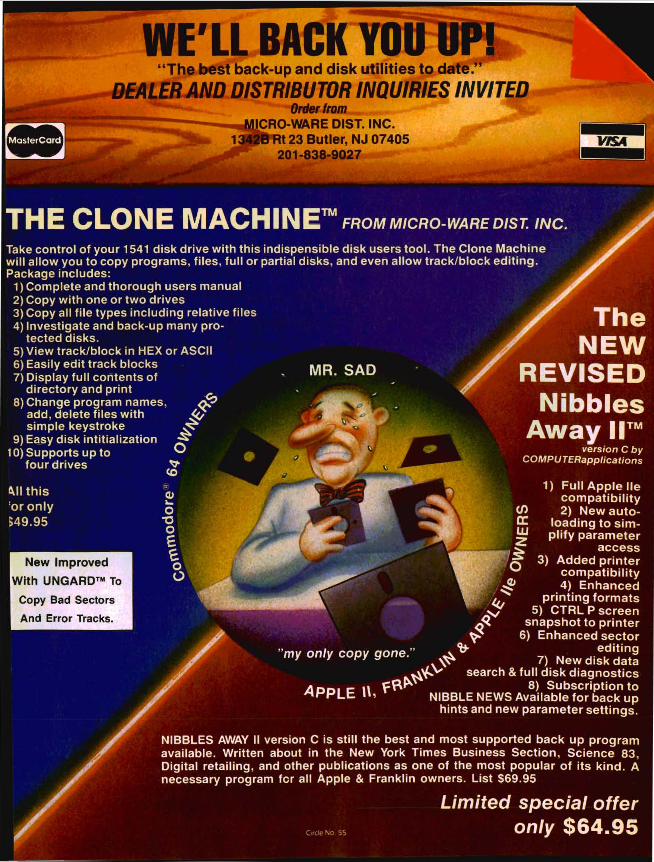 WE'LL BACK YOU UP!
"The best back-up and disk utilities to date."
DEALER AND DISTRIBUTOR INQUIRIES INVITED
Order from
MICRO-WARE DIST. INC.
1342B Rt 23 Butler, NJ 07405
201-838-9027
MasterCard
VISA
THE CLONE MACHINE™ FROM MICRO-WARE DIST. INC.
Take control of your 1541 disk drive with this indispensible disk users tool. The Clone Machine
will allow you to copy programs, files, full or partial disks, and even allow track/block editing.
Package includes:
1) Complete and thorough users manual
2) Copy with one or two drives
3) Copy all file types including relative files
4) Investigate and back-up many pro-
tected disks.
5) View track/block in HEX or ASCII
6) Easily edit track blocks
7) Display full contents of
directory and print
8) Change program names,
add, delete files with
simple keystroke
9) Easy disk intitialization
10) Supports up to
four drives
All this
for only
$49.95
New Improved
With UNGARD™ To
Copy Bad Sectors
And Error Tracks.
MR. SAD
Commodore® 64 OWNERS
"my only copy gone."
APPLE II, FRANKLIN & APPLE IIe OWNERS
The
NEW
REVISED
Nibbles
Away II™
version C by
COMPUTERapplications
1) Full Apple IIe
compatibility
2) New auto-
loading to sim-
plify parameter
access
3) Added printer
compatibility
4) Enhanced
printing formats
5) CTRL P screen
snapshot to printer
6) Enhanced sector
editing
7) New disk data
search & full disk diagnostics
8) Subscription to
NIBBLE NEWS Available for back up
hints and new parameter settings.
NIBBLES AWAY II version C is still the best and most supported back up program
available. Written about in the New York Times Business Section, Science 83,
Digital retailing, and other publications as one of the most popular of its kind. A
necessary program for all Apple & Franklin owners. List $69.95
Limited special offer
only $64.95
Circle No. 55